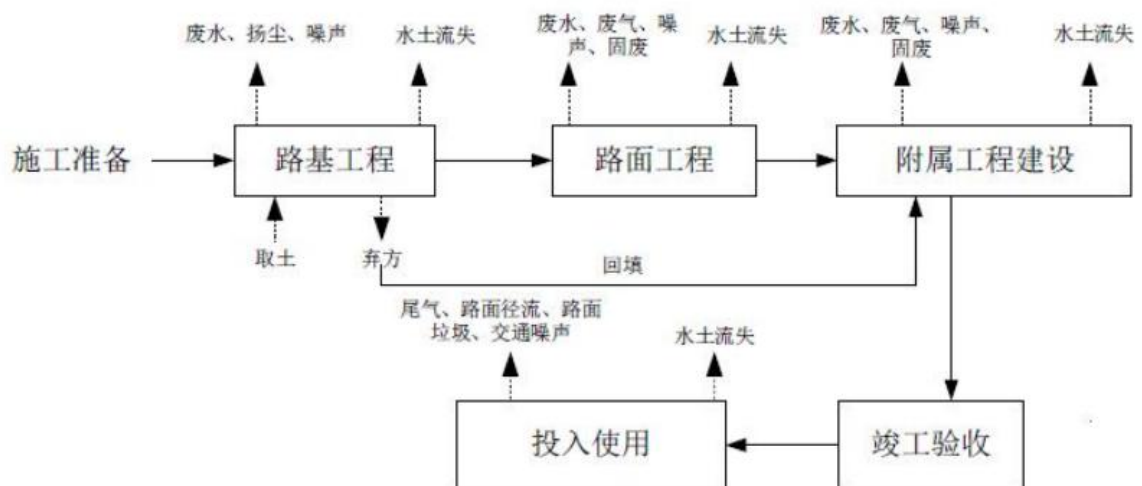 废水、扬尘、噪声
水土流失
废水、废气、噪
声、固废
水土流失
废水、废气、噪声、
固废
水土流失
施工准备
路基工程
路面工程
附属工程建设
取土
弃方
回填
尾气、路面径流、路面
垃圾、交通噪声
水土流失
投入使用
竣工验收